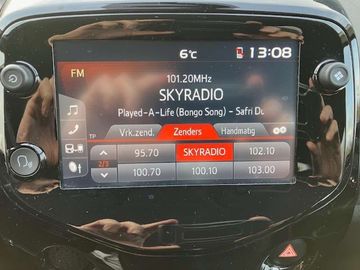 6°C 13:08
FM
101.20MHz
SKYRADIO
Played-A-Life (Bongo Song) - Safri Du
TP Vrk.zend. Zenders Handmatig
95.70 SKYRADIO 102.10
2/3
100.70 100.10 103.00